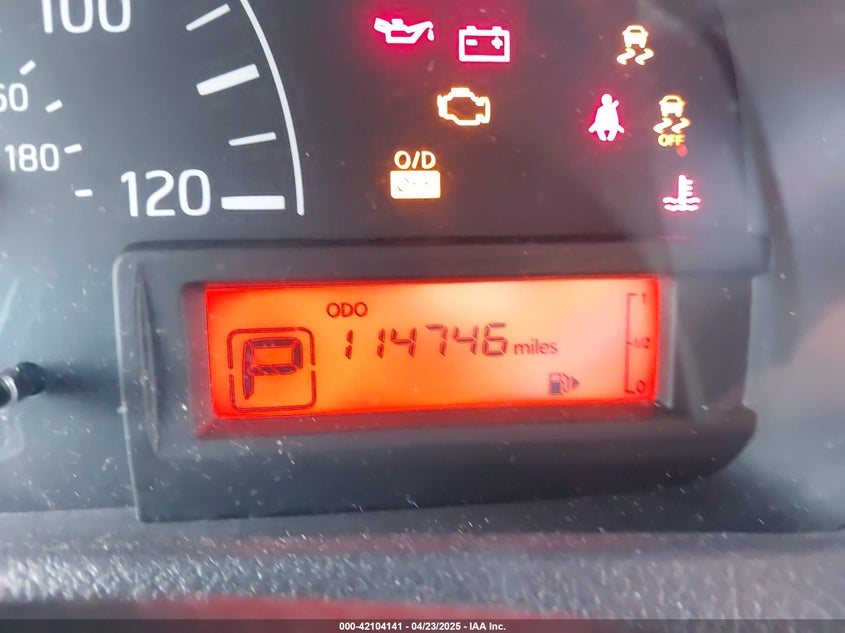 100
60
180
120
O/D
OFF
OFF
ODO
114746 miles
P
1
1/2
0
000-42104141 - 04/23/2025 - IAA Inc.